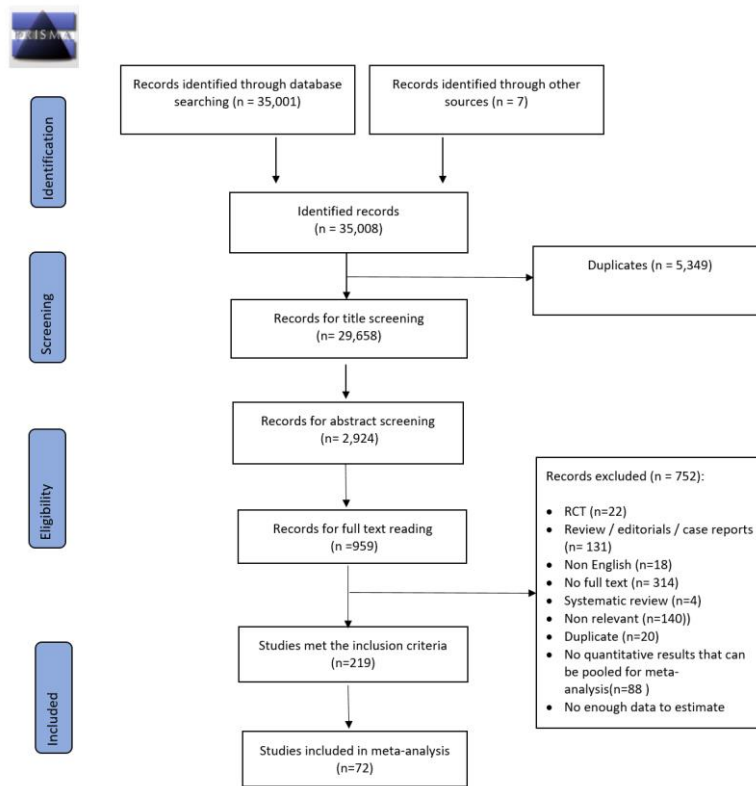 PRISMA
Records identified through database
searching (n = 35,001)
Records identified through other
sources (n = 7)
Identification
Identified records
(n = 35,008)
Duplicates (n = 5,349)
Screening
Records for title screening
(n= 29,658)
Records for abstract screening
(n= 2,924)
Eligibility
Records for full text reading
(n =959)
Records excluded (n = 752):
• RCT (n=22)
• Review / editorials / case reports
(n= 131)
• Non English (n=18)
• No full text (n= 314)
• Systematic review (n=4)
• Non relevant (n=140))
• Duplicate (n=20)
• No quantitative results that can
be pooled for meta-
analysis(n=88 )
• No enough data to estimate
Studies met the inclusion criteria
(n=219)
Included
Studies included in meta-analysis
(n=72)